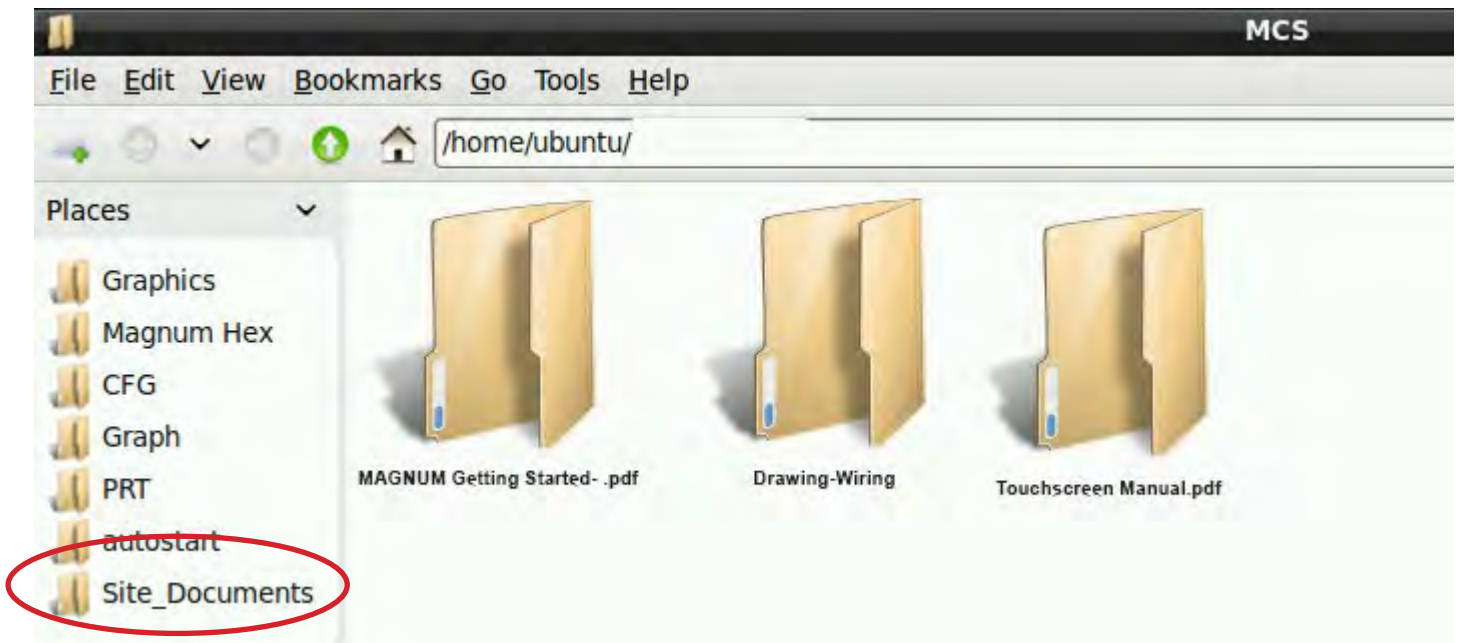 MCS
File Edit View Bookmarks Go Tools Help
/home/ubuntu/
Places
Graphics
Magnum Hex
CFG
Graph
PRT
autostart
Site_Documents
MAGNUM Getting Started- .pdf
Drawing-Wiring
Touchscreen Manual.pdf